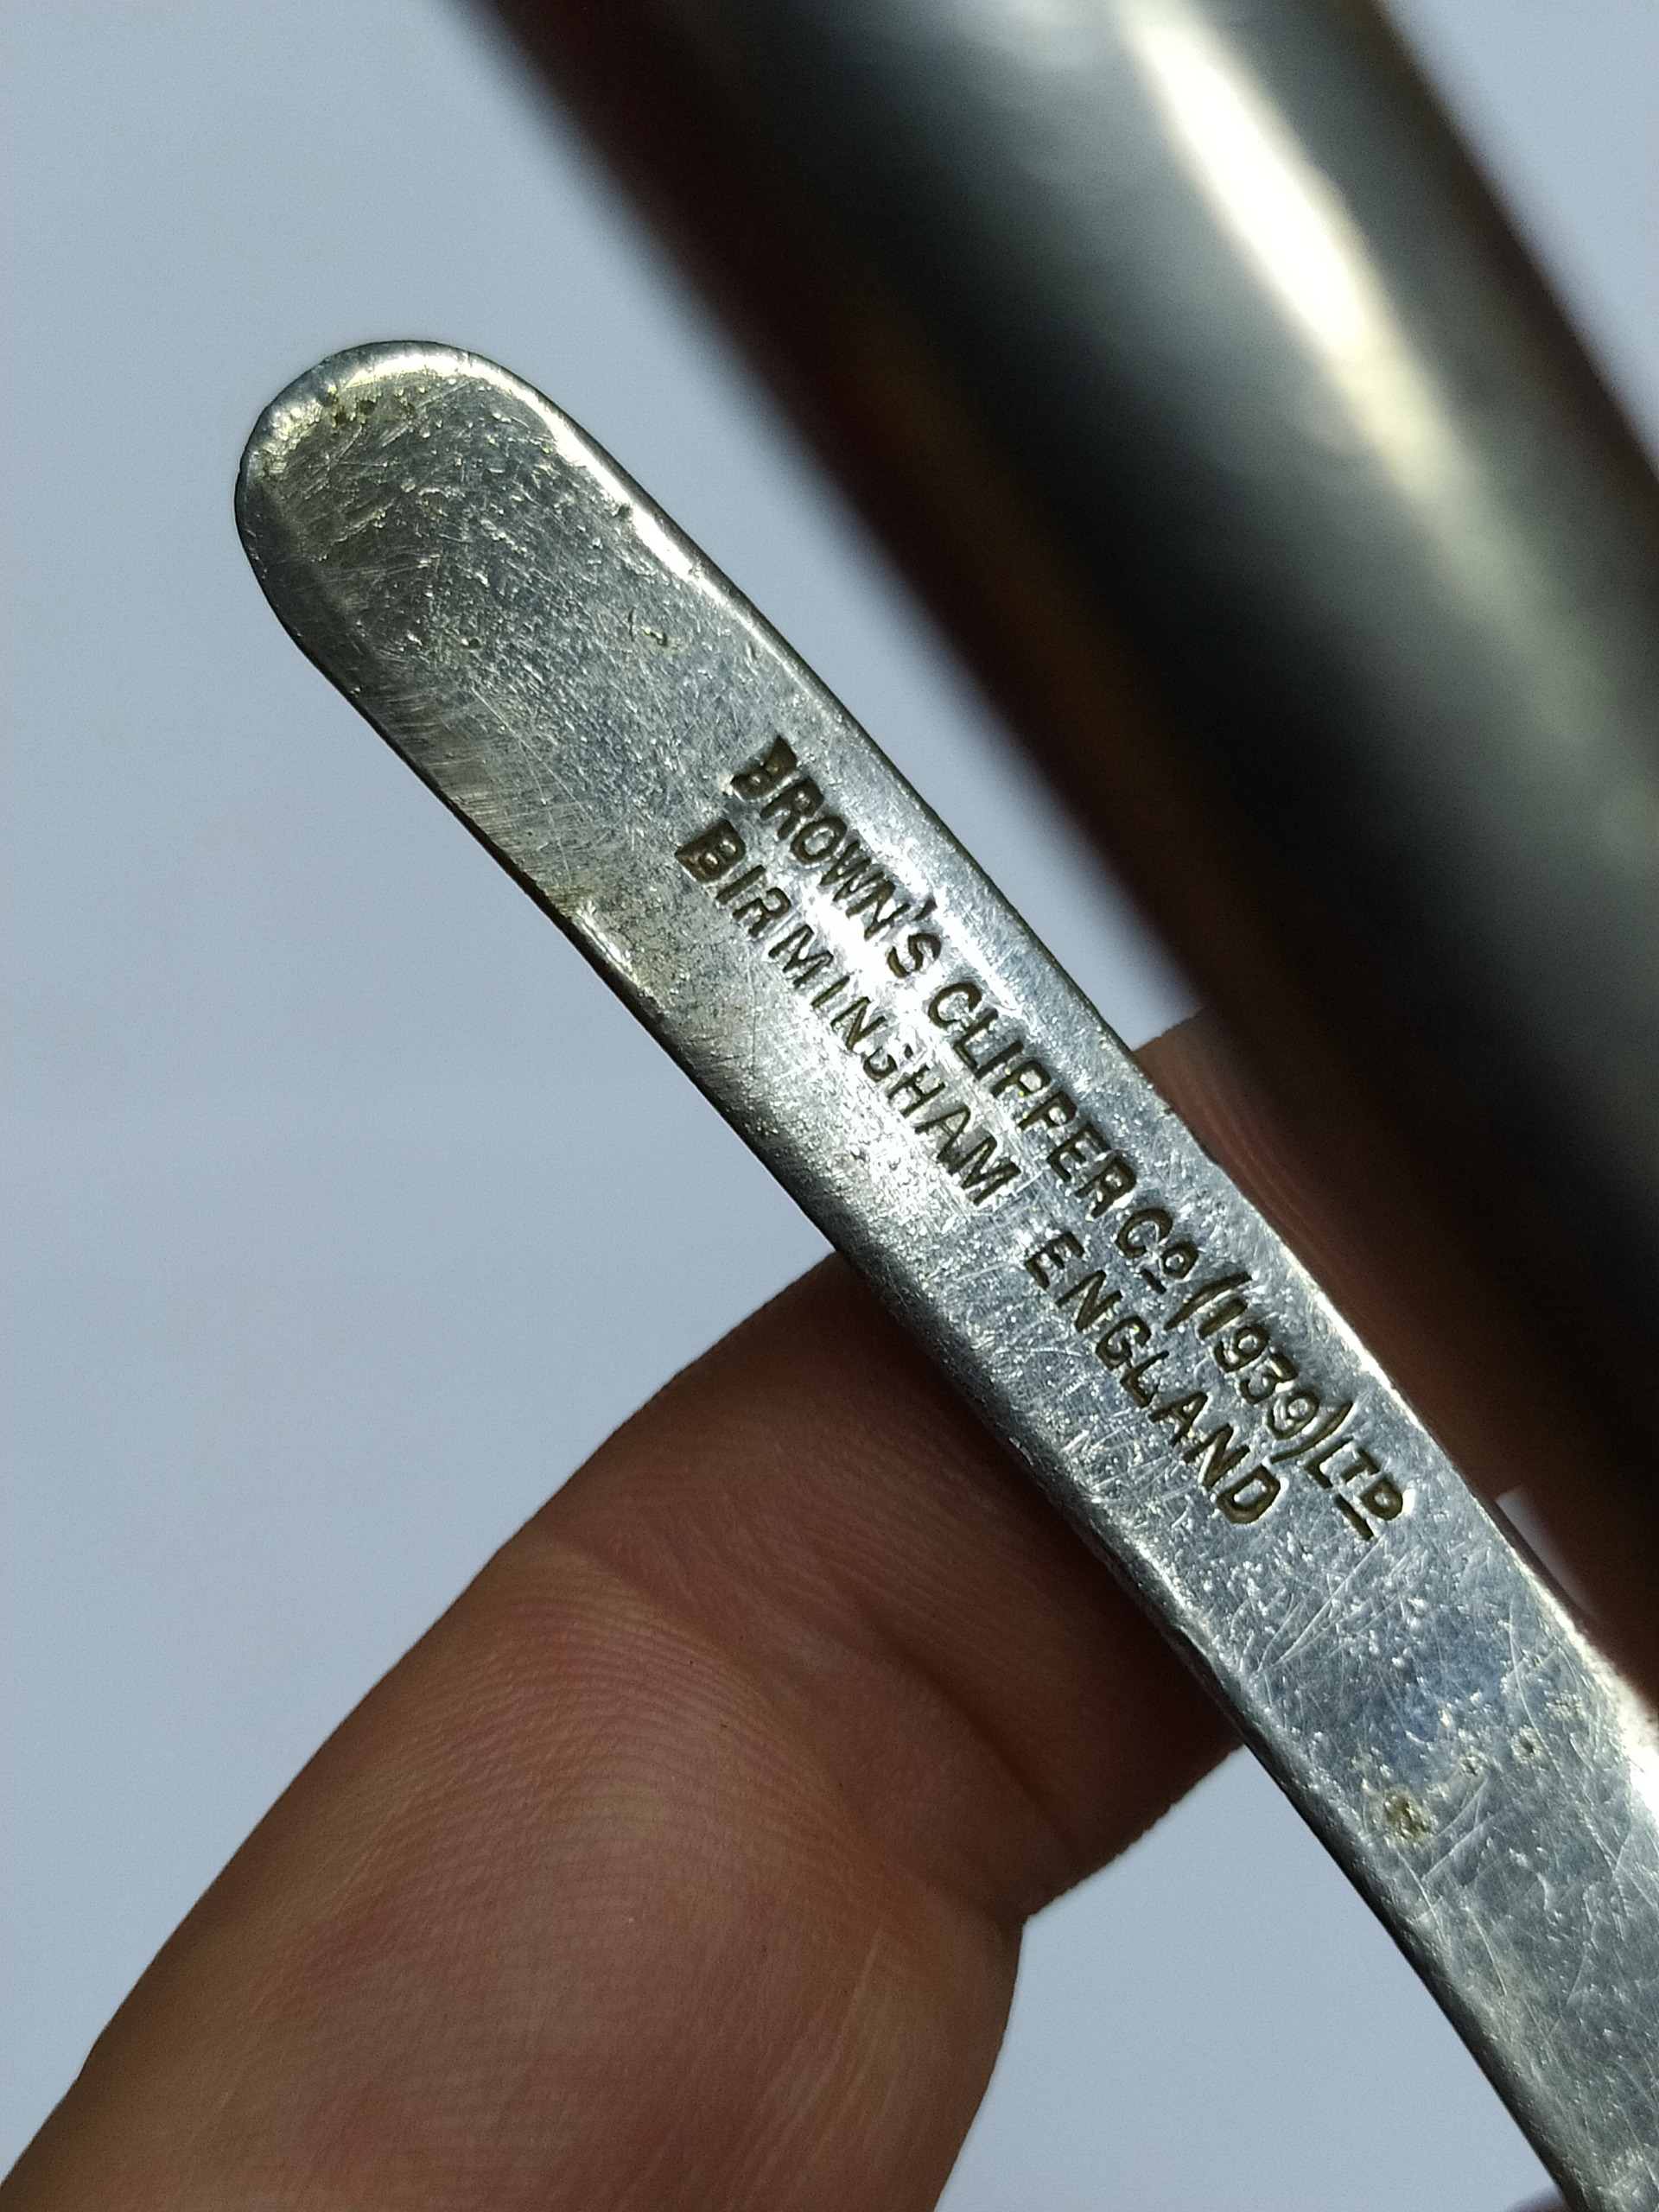 BROWN'S CLIPPER Cº (1939) LTD
BIRMINGHAM ENGLAND